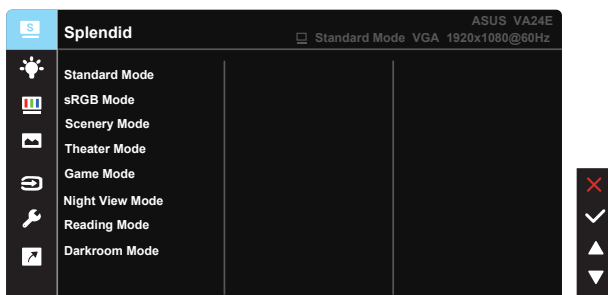 S
Splendid
ASUS VA24E
Standard Mode VGA 1920x1080@60Hz
Standard Mode
sRGB Mode
Scenery Mode
Theater Mode
Game Mode
Night View Mode
Reading Mode
Darkroom Mode